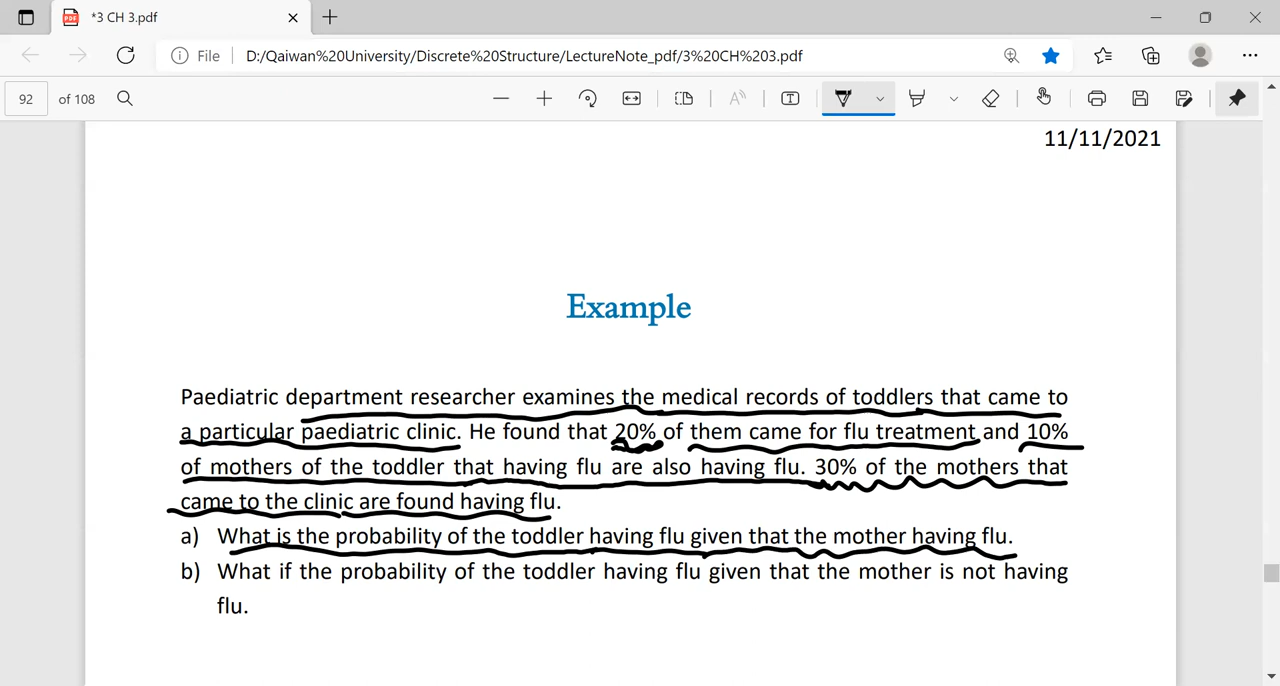 *3 CH 3.pdf
File D:/Qaiwan%20University/Discrete%20Structure/LectureNote_pdf/3%20CH%203.pdf
92 of 108
11/11/2021
Example
Paediatric department researcher examines the medical records of toddlers that came to
a particular paediatric clinic. He found that 20% of them came for flu treatment and 10%
of mothers of the toddler that having flu are also having flu. 30% of the mothers that
came to the clinic are found having flu.
a) What is the probability of the toddler having flu given that the mother having flu.
b) What if the probability of the toddler having flu given that the mother is not having
flu.